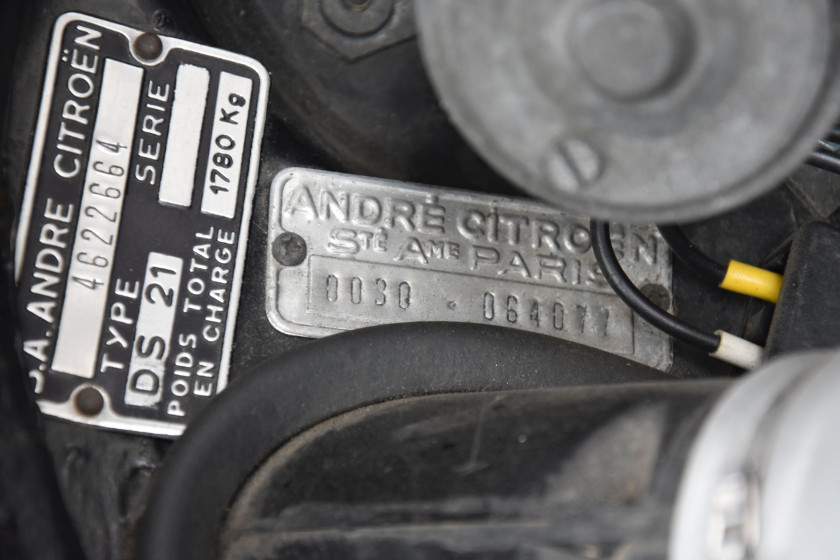 S.A. ANDRE CITROËN
4622664
TYPE SERIE
DS 21
POIDS TOTAL
EN CHARGE 1780 Kg
ANDRÉ CITROËN
STÉ AME PARIS
0030 . 064077